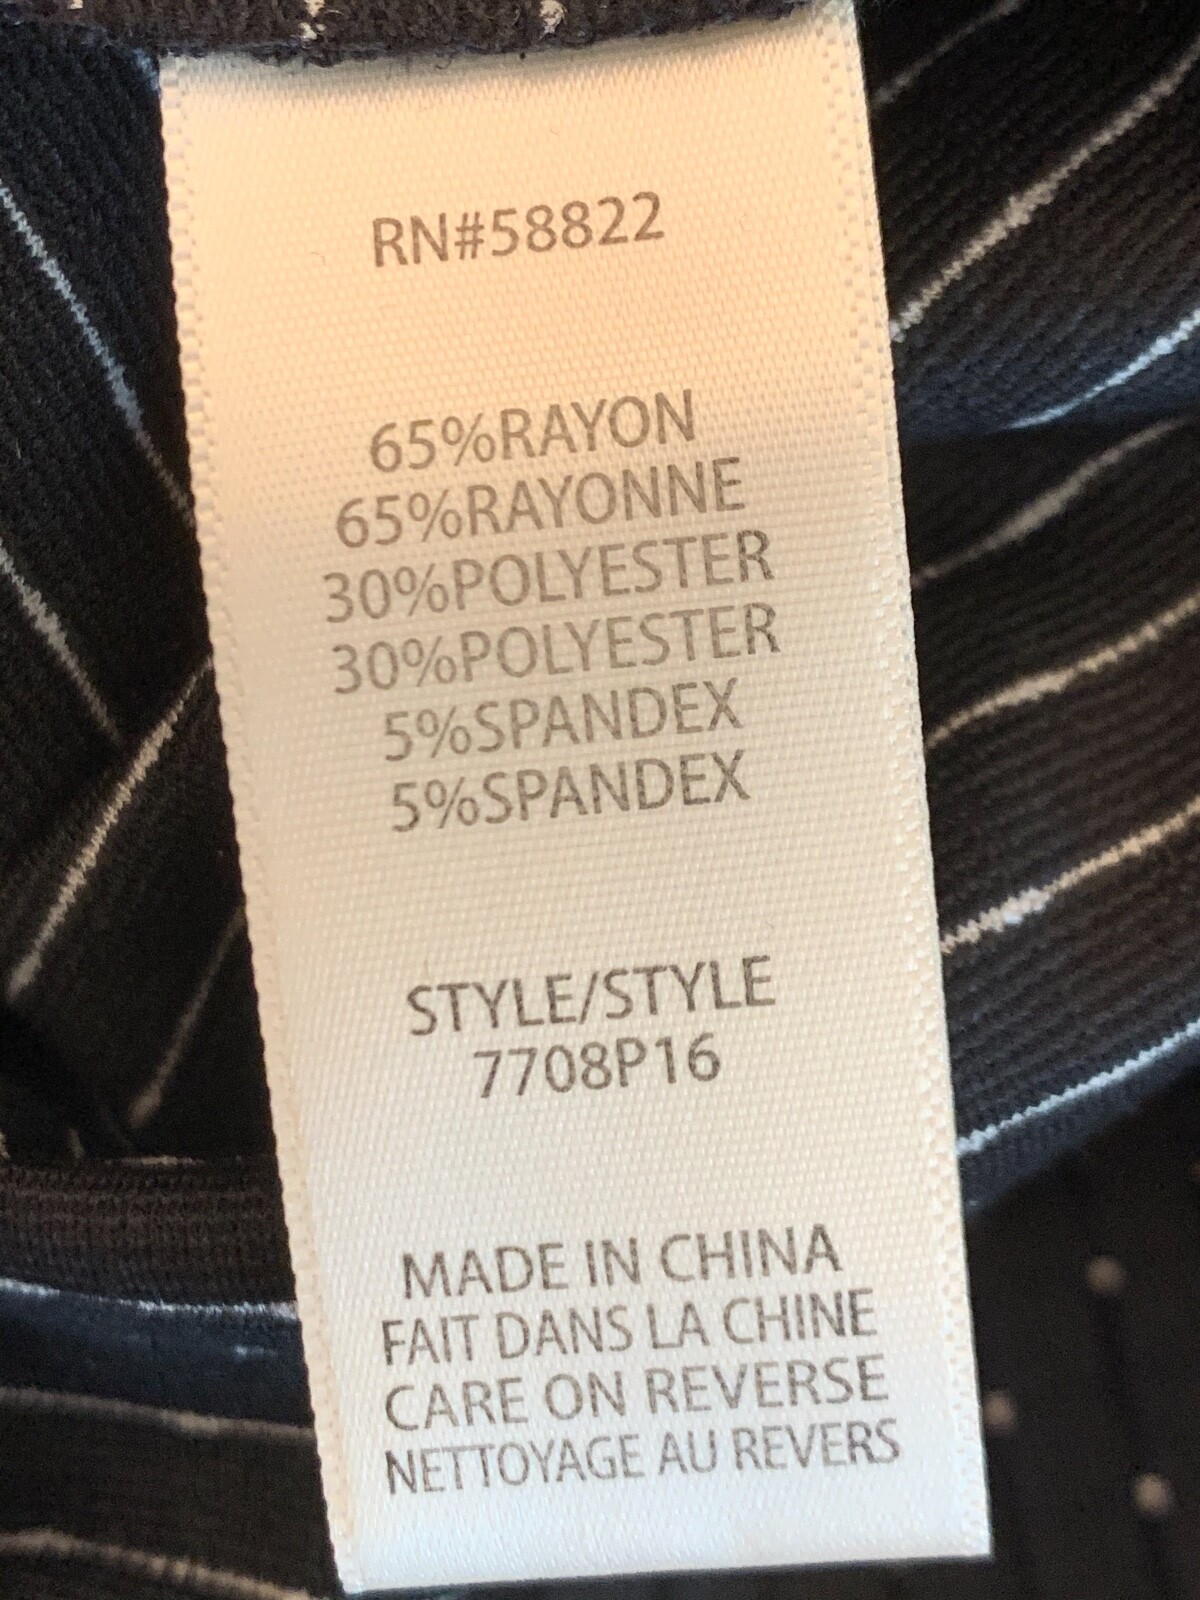 RN#58822
65%RAYON
65%RAYONNE
30%POLYESTER
30%POLYESTER
5%SPANDEX
5%SPANDEX
STYLE/STYLE
7708P16
MADE IN CHINA
FAIT DANS LA CHINE
CARE ON REVERSE
NETTOYAGE AU REVERS